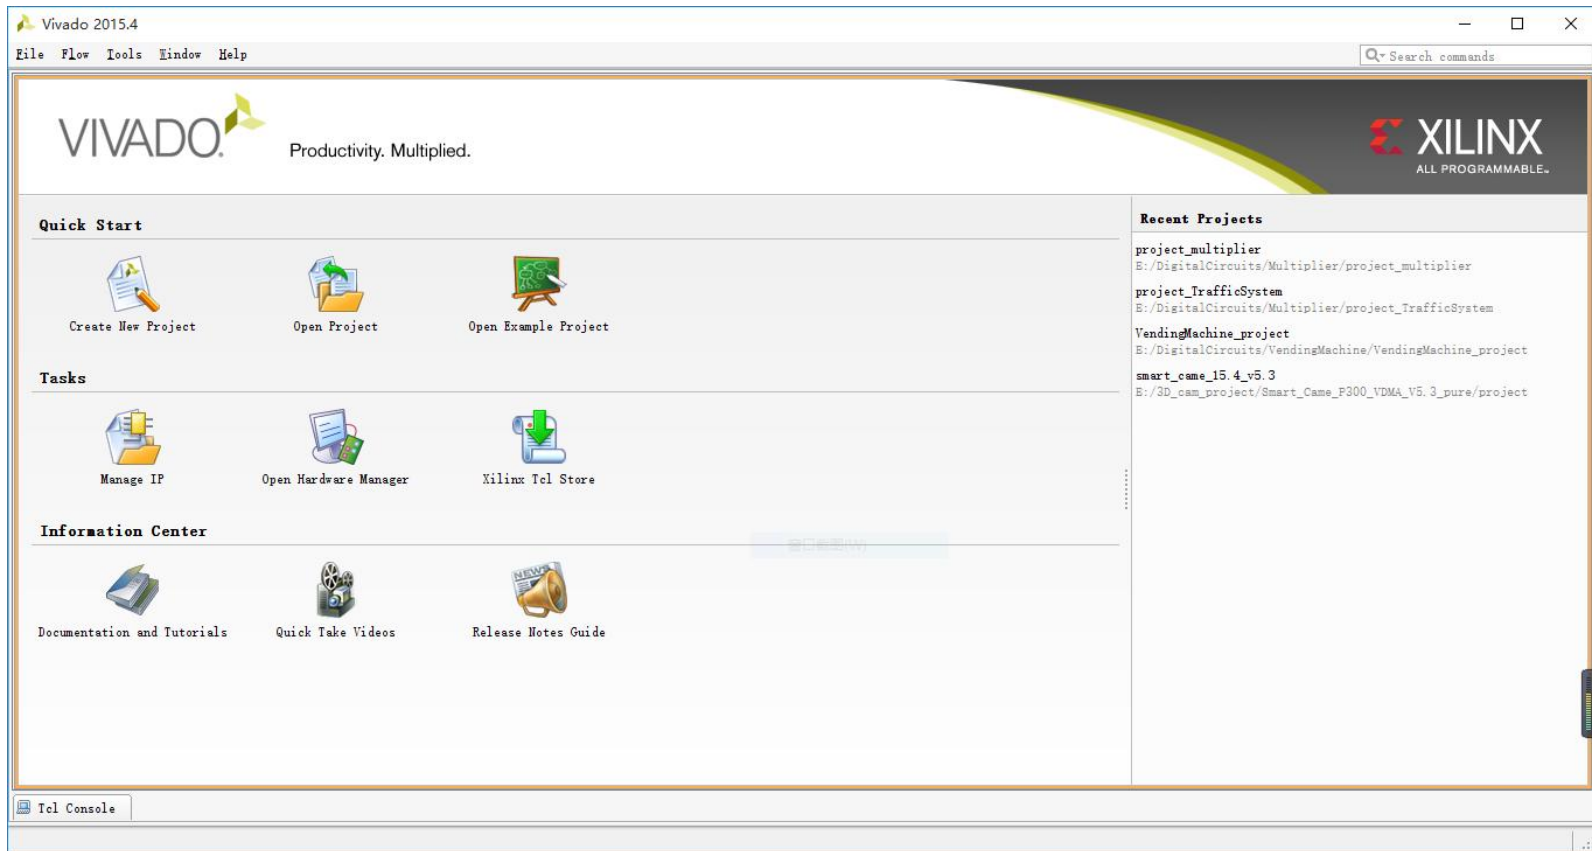 Vivado 2015.4
File Flow Tools Window Help
Search commands
VIVADO.
Productivity. Multiplied.
XILINX
ALL PROGRAMMABLE™
Quick Start
Create New Project
Open Project
Open Example Project
Tasks
Manage IP
Open Hardware Manager
Xilinx Tcl Store
Information Center
Documentation and Tutorials
Quick Take Videos
NEWS
Release Notes Guide
Recent Projects
project_multiplier
E:/DigitalCircuits/Multiplier/project_multiplier
project_TrafficSystem
E:/DigitalCircuits/Multiplier/project_TrafficSystem
VendingMachine_project
E:/DigitalCircuits/VendingMachine/VendingMachine_project
smart_came_15.4_v5.3
E:/3D_cam_project/Smart_Came_P300_VDMA_V5.3_pure/project
Tcl Console